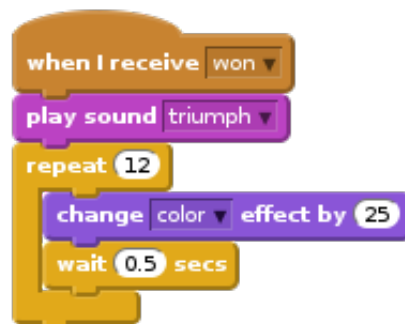 when I receive won
play sound triumph
repeat 12
change color effect by 25
wait 0.5 secs